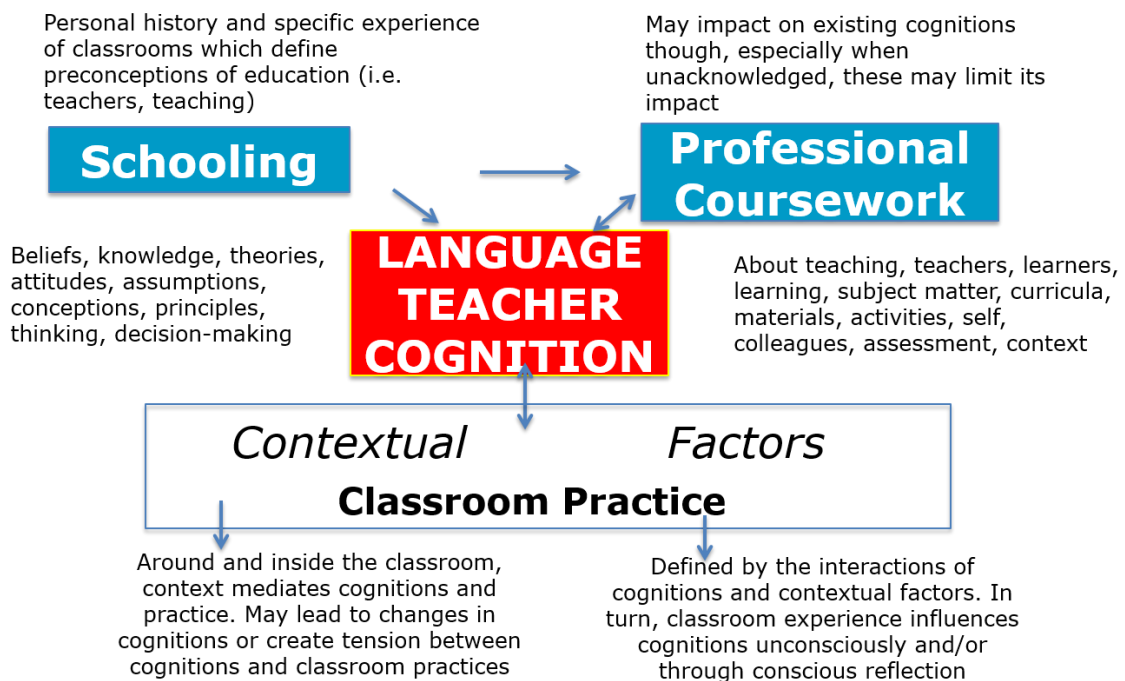 Personal history and specific experience
of classrooms which define
preconceptions of education (i.e.
teachers, teaching)
May impact on existing cognitions
though, especially when
unacknowledged, these may limit its
impact
Schooling
Professional
Coursework
Beliefs, knowledge, theories,
attitudes, assumptions,
conceptions, principles,
thinking, decision-making
LANGUAGE
TEACHER
COGNITION
About teaching, teachers, learners,
learning, subject matter, curricula,
materials, activities, self,
colleagues, assessment, context
Contextual Factors
Classroom Practice
Around and inside the classroom,
context mediates cognitions and
practice. May lead to changes in
cognitions or create tension between
cognitions and classroom practices
Defined by the interactions of
cognitions and contextual factors. In
turn, classroom experience influences
cognitions unconsciously and/or
through conscious reflection